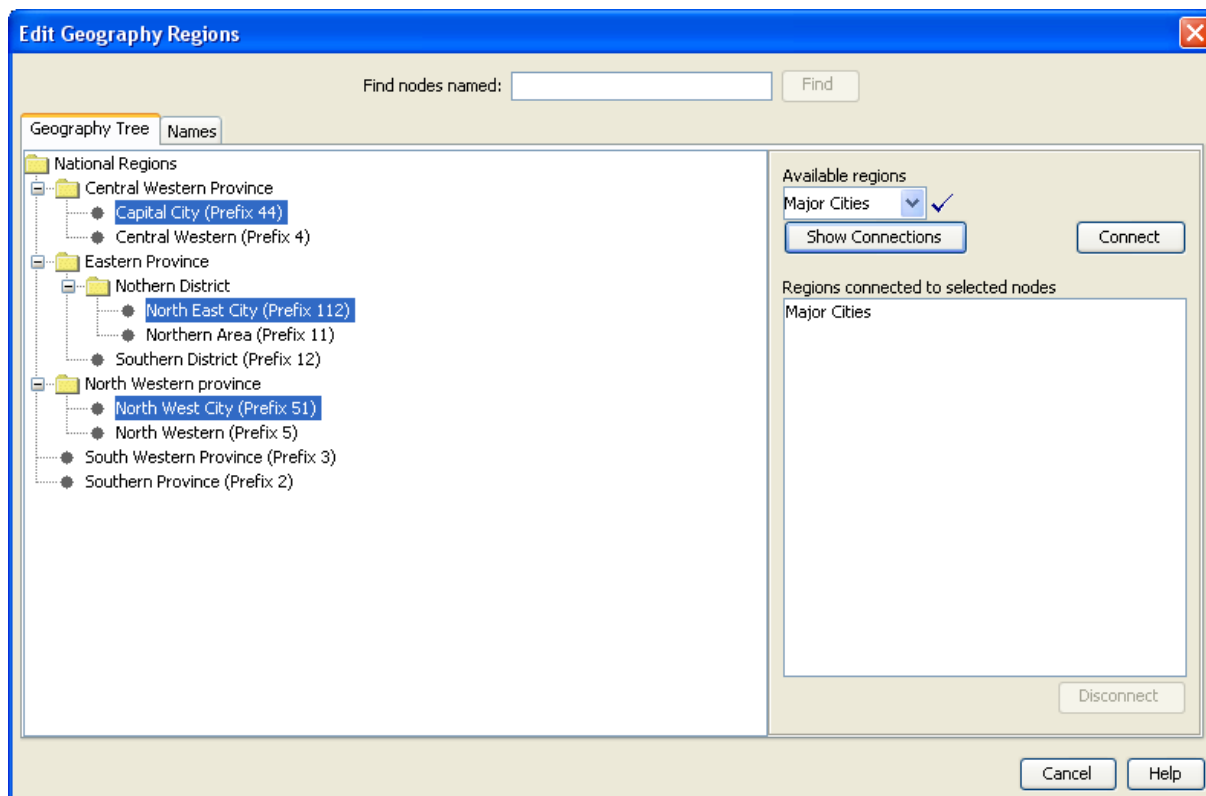 Edit Geography Regions
Find nodes named:
Find
Geography Tree
Names
National Regions
Central Western Province
Capital City (Prefix 44)
Central Western (Prefix 4)
Eastern Province
Nothern District
North East City (Prefix 112)
Northern Area (Prefix 11)
Southern District (Prefix 12)
North Western province
North West City (Prefix 51)
North Western (Prefix 5)
South Western Province (Prefix 3)
Southern Province (Prefix 2)
Available regions
Major Cities
Show Connections
Connect
Regions connected to selected nodes
Major Cities
Disconnect
Cancel
Help